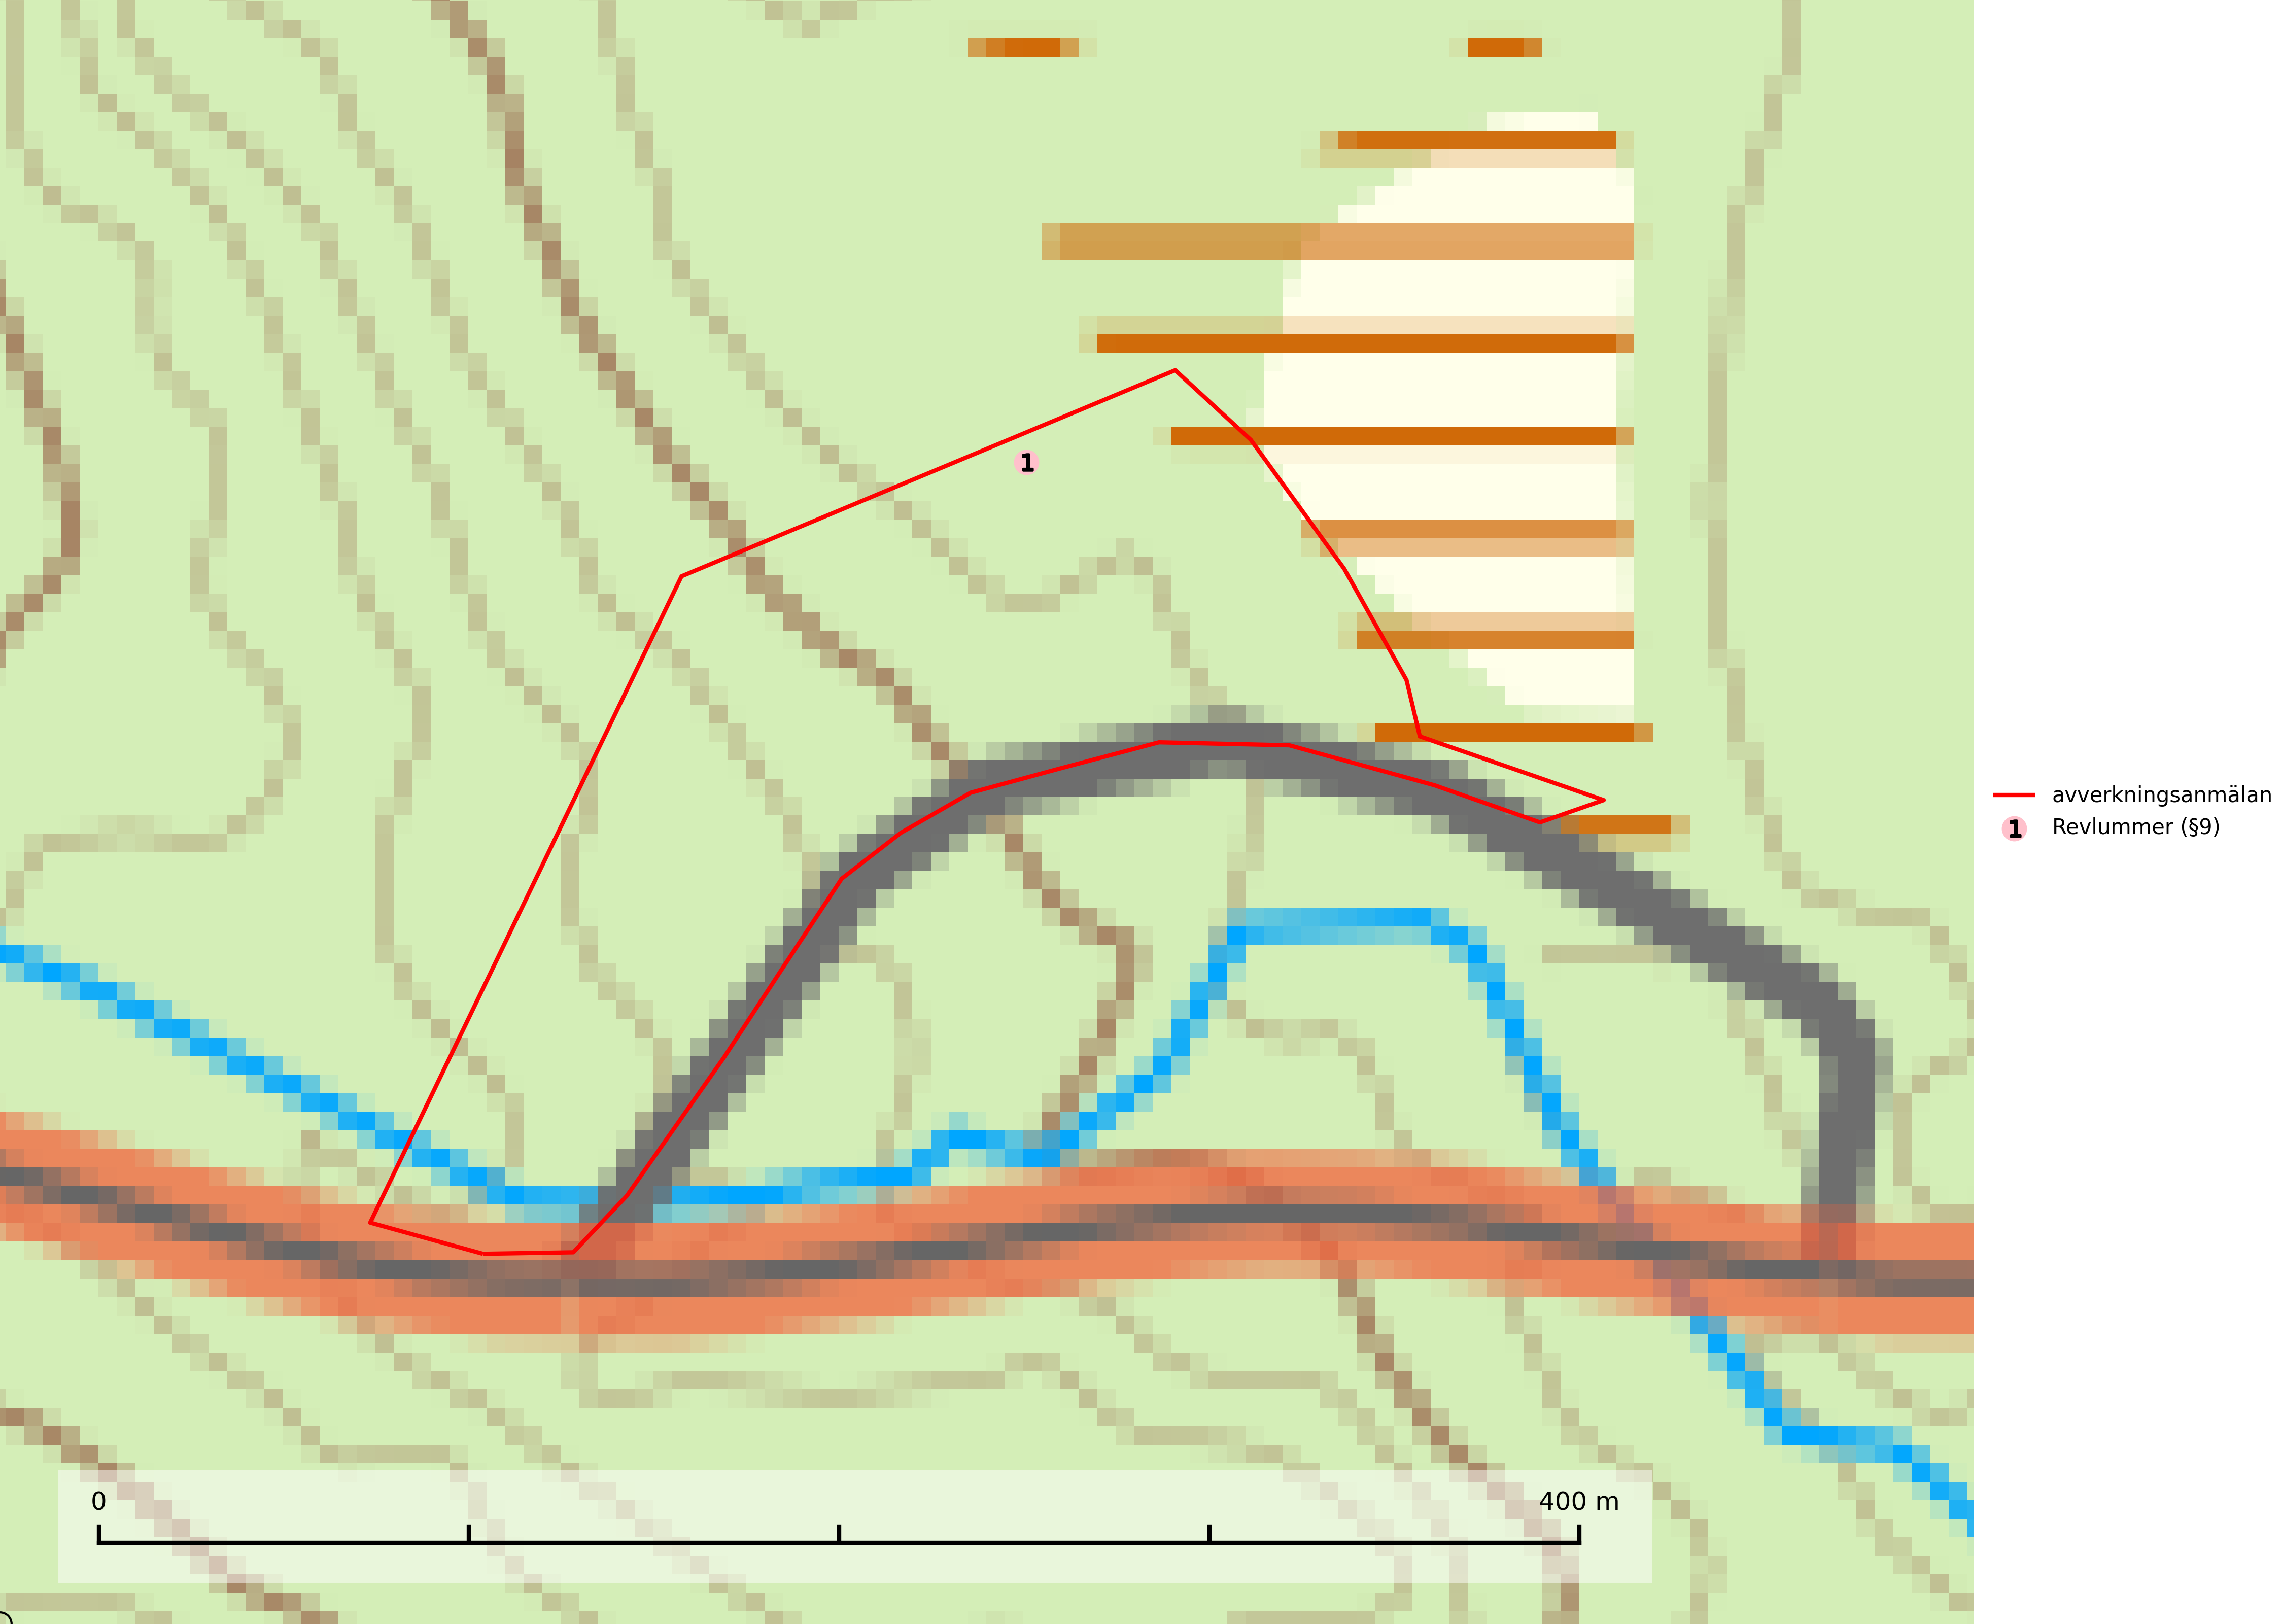 1
avverkningsanmälan
1 Revlummer (§9)
0 400 m